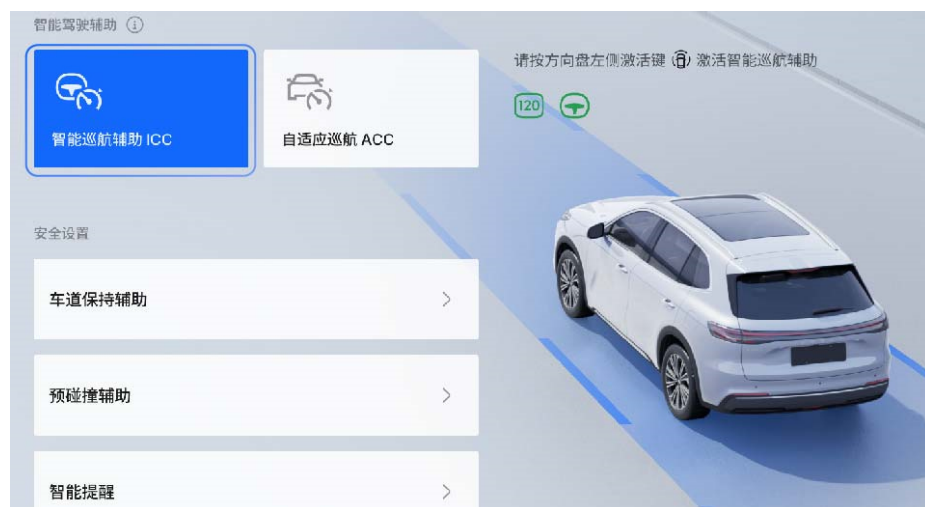 智能驾驶辅助
智能巡航辅助 ICC
自适应巡航 ACC
请按方向盘左侧激活键 激活智能巡航辅助
120
安全设置
车道保持辅助
预碰撞辅助
智能提醒